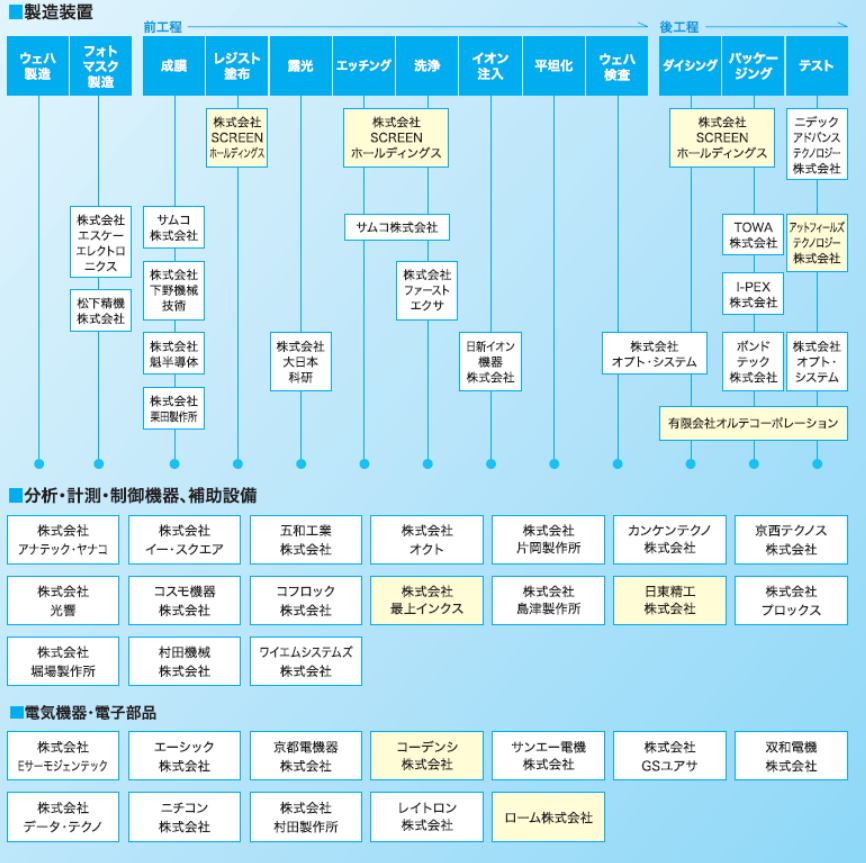 ■製造装置
前工程
後工程
ウェハ
製造
フォト
マスク
製造
成膜
レジスト
塗布
露光
エッチング
洗浄
イオン
注入
平坦化
ウェハ
検査
ダイシング
パッケー
ジング
テスト
株式会社
SCREEN
ホールディングス
株式会社
SCREEN
ホールディングス
株式会社
SCREEN
ホールディングス
ニデック
アドバンス
テクノロジー
株式会社
株式会社
エスケー
エレクトロ
ニクス
サムコ
株式会社
サムコ株式会社
TOWA
株式会社
アットフィールズ
テクノロジー
株式会社
株式会社
下野機械
技術
株式会社
ファースト
エクサ
I-PEX
株式会社
松下精機
株式会社
株式会社
魁半導体
株式会社
大日本
科研
日新イオン
機器
株式会社
株式会社
オプト・システム
ボンド
テック
株式会社
株式会社
オプト・
システム
株式会社
栗田製作所
有限会社オルテコーポレーション
■分析・計測・制御機器、補助設備
株式会社
アナテック・ヤナコ
株式会社
イー・スクエア
五和工業
株式会社
株式会社
オクト
株式会社
片岡製作所
カンケンテクノ
株式会社
京西テクノス
株式会社
株式会社
光響
コスモ機器
株式会社
コフロック
株式会社
株式会社
最上インクス
株式会社
島津製作所
日東精工
株式会社
株式会社
プロックス
株式会社
堀場製作所
村田機械
株式会社
ワイエムシステムズ
株式会社
■電気機器・電子部品
株式会社
Eサーモジェンテック
エーシック
株式会社
京都電機器
株式会社
コーデンシ
株式会社
サンエー電機
株式会社
株式会社
GSユアサ
双和電機
株式会社
株式会社
データ・テクノ
ニチコン
株式会社
株式会社
村田製作所
レイトロン
株式会社
ローム株式会社